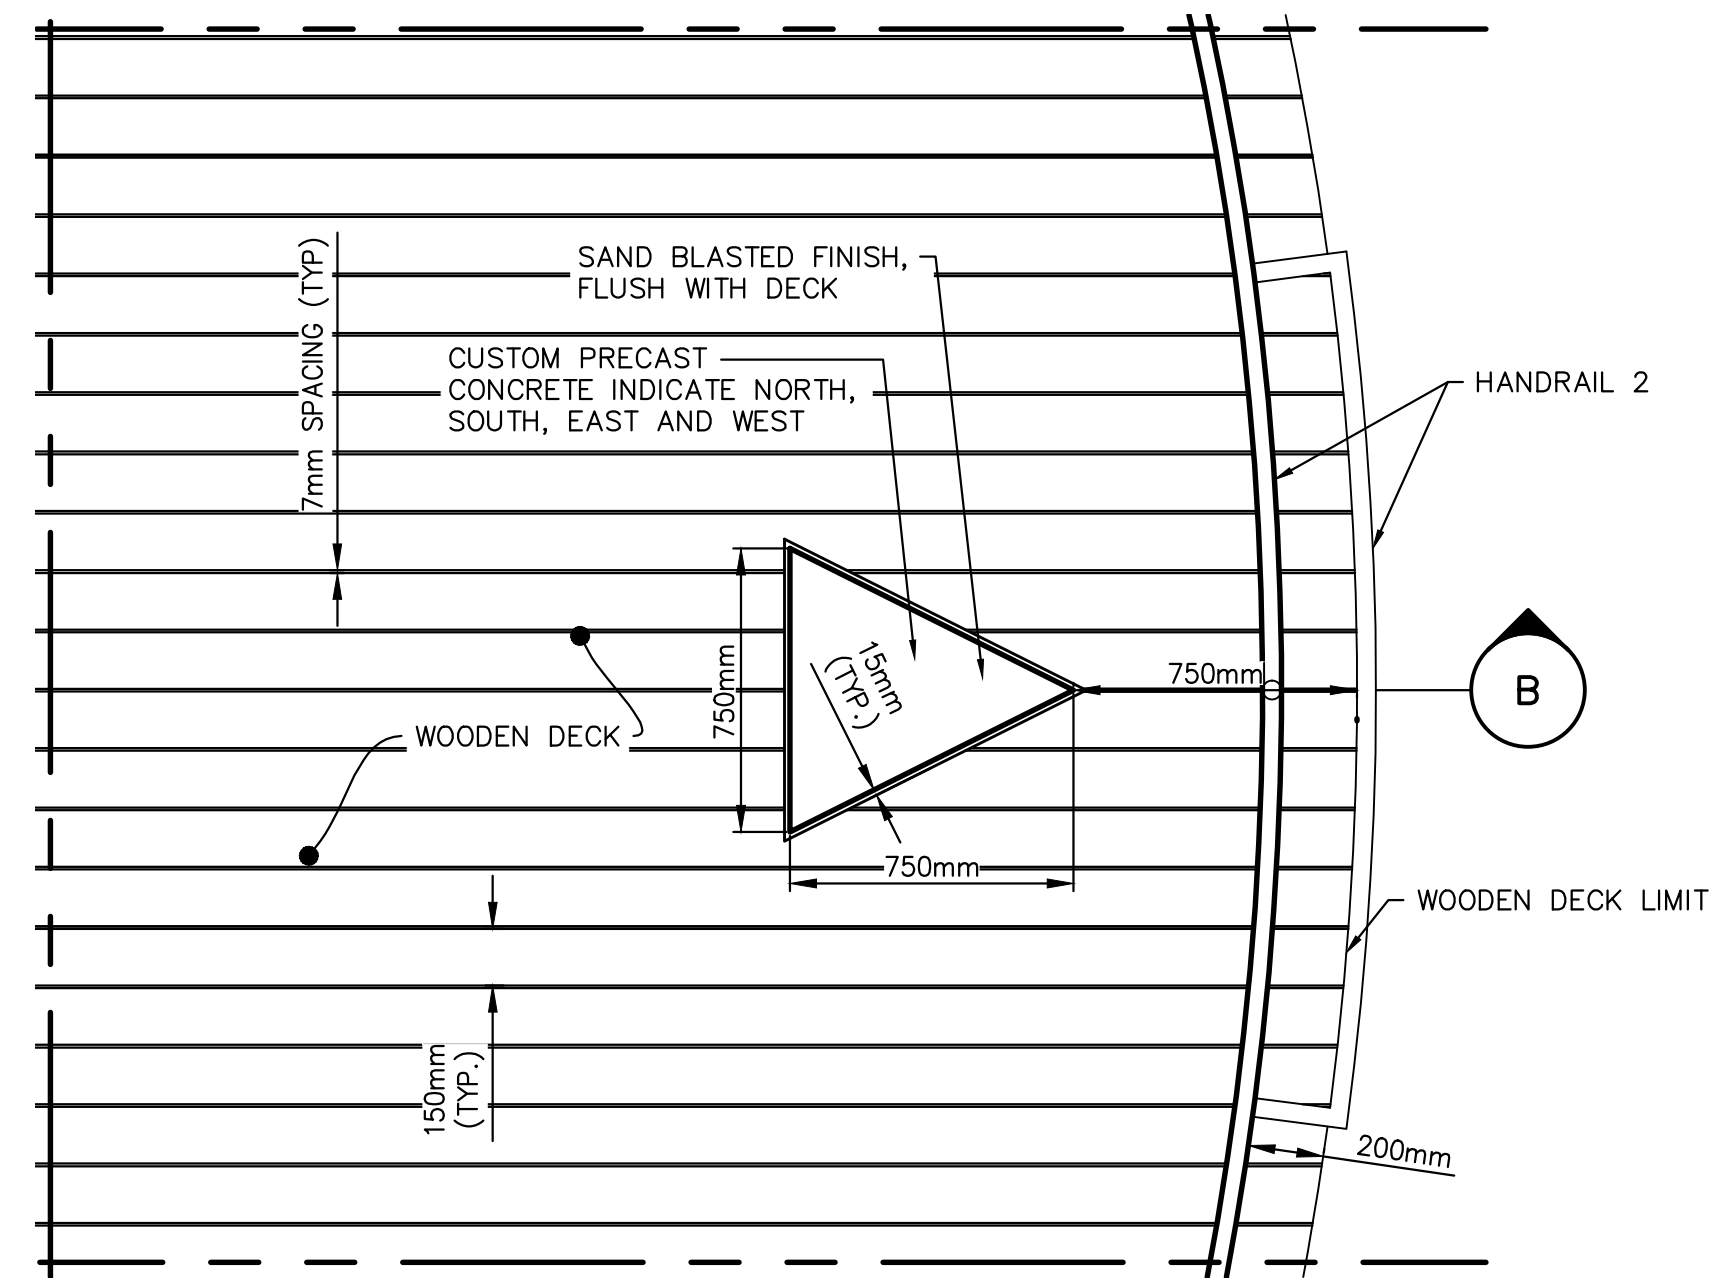 SAND BLASTED FINISH,
FLUSH WITH DECK
7mm SPACING (TYP)
CUSTOM PRECAST
CONCRETE INDICATE NORTH,
SOUTH, EAST AND WEST
HANDRAIL 2
750mm
15mm
(TYP.)
750mm
B
WOODEN DECK
750mm
WOODEN DECK LIMIT
150mm
(TYP.)
200mm